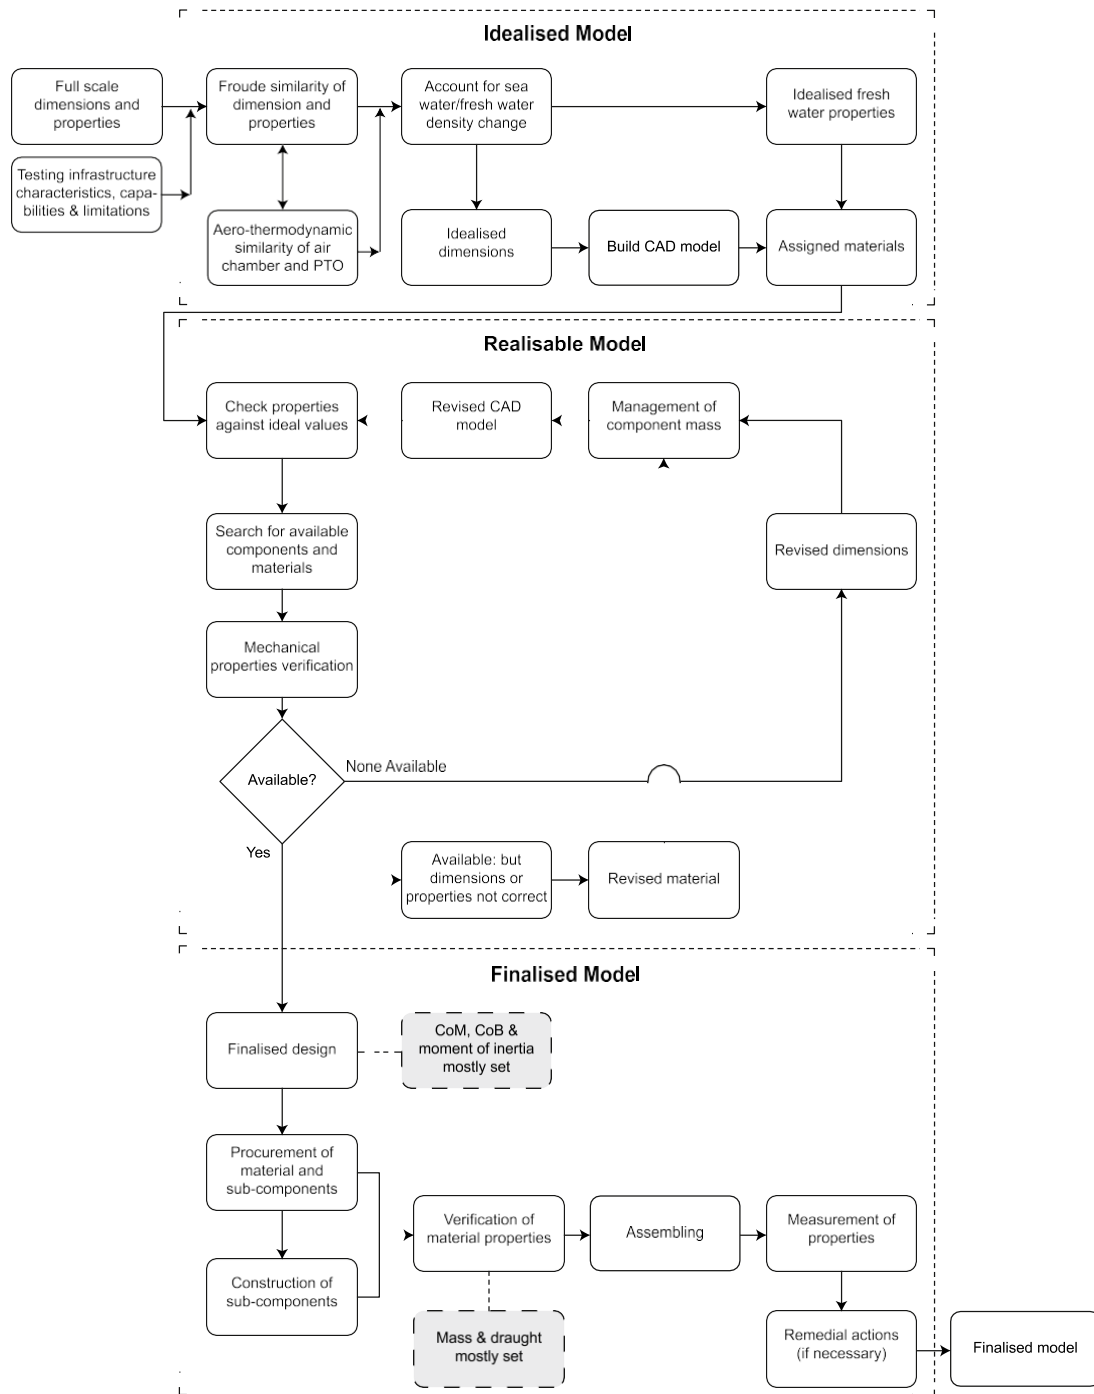 Idealised Model
Full scale
dimensions and
properties
Froude similarity of
dimension and
properties
Account for sea
water/fresh water
density change
Idealised fresh
water properties
Testing infrastructure
characteristics, capa-
bilities & limitations
Aero-thermodynamic
similarity of air
chamber and PTO
Idealised
dimensions
Build CAD model
Assigned materials
Realisable Model
Check properties
against ideal values
Revised CAD
model
Management of
component mass
Search for available
components and
materials
Revised dimensions
Mechanical
properties verification
Available?
None Available
Yes
Available: but
dimensions or
properties not correct
Revised material
Finalised Model
Finalised design
CoM, CoB &
moment of inertia
mostly set
Procurement of
material and
sub-components
Verification of
material properties
Assembling
Measurement of
properties
Construction of
sub-components
Mass & draught
mostly set
Remedial actions
(if necessary)
Finalised model